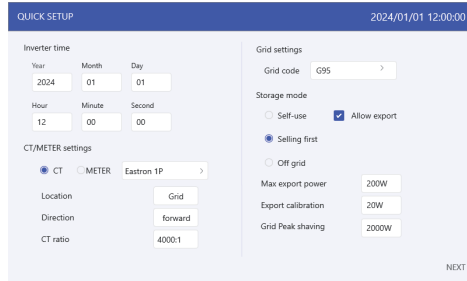 QUICK SETUP
2024/01/01 12:00:00
Inverter time
Year Month Day
2024 01 01
Hour Minute Second
12 00 00
CT/METER settings
CT METER Eastron 1P >
Location Grid
Direction forward
CT ratio 4000:1
Grid settings
Grid code G95 >
Storage mode
Self-use Allow export
Selling first
Off grid
Max export power 200W
Export calibration 20W
Grid Peak shaving 2000W
NEXT